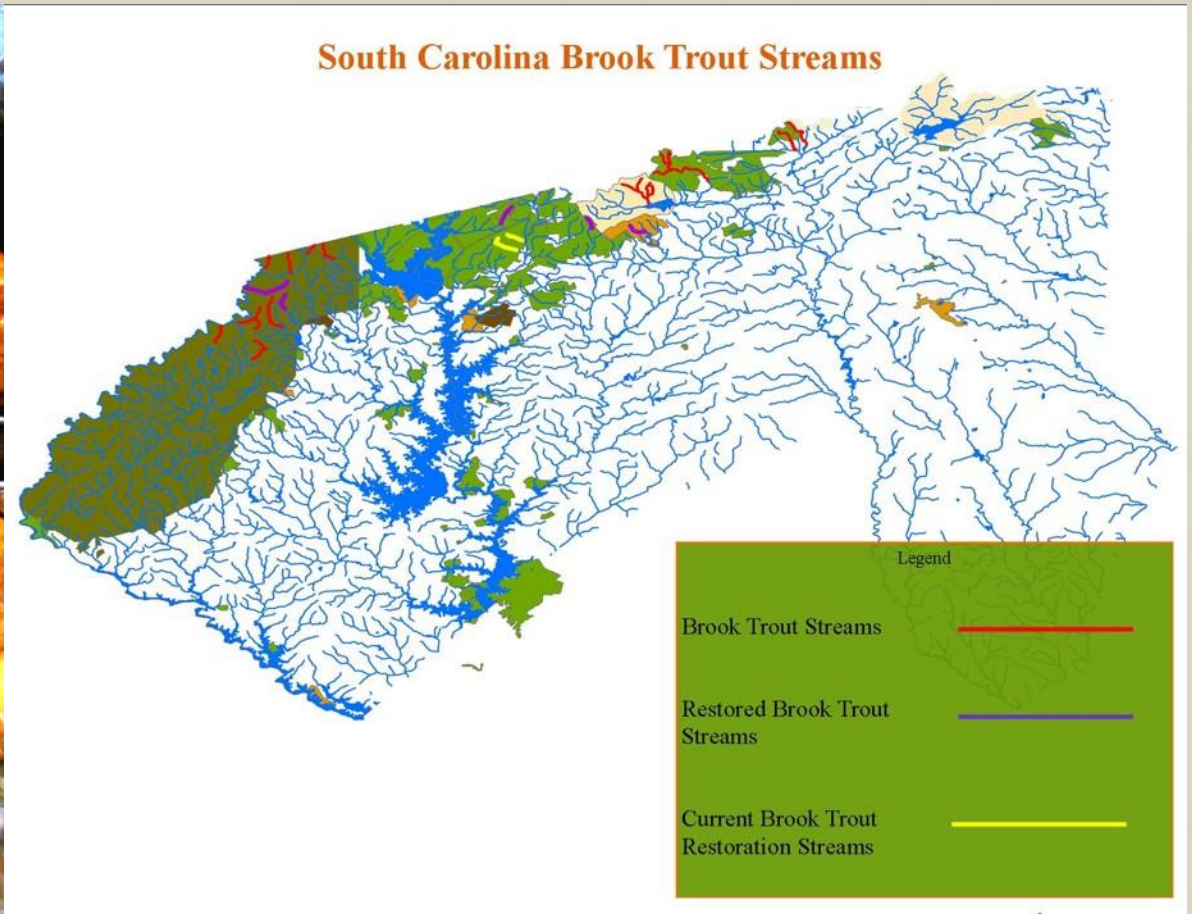 South Carolina Brook Trout Streams
Legend
Brook Trout Streams
Restored Brook Trout
Streams
Current Brook Trout
Restoration Streams